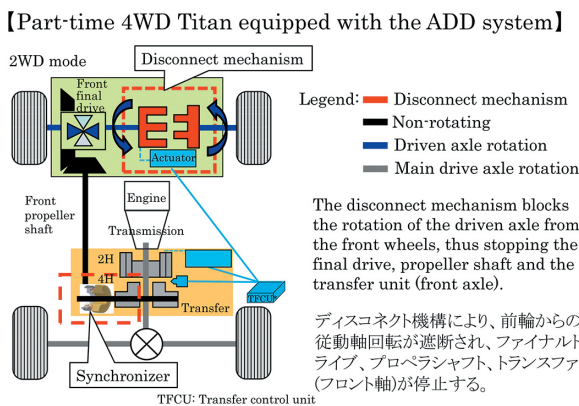 【Part-time 4WD Titan equipped with the ADD system】
2WD mode
Disconnect mechanism
Front
final
drive
Actuator
Legend:
Disconnect mechanism
Non-rotating
Driven axle rotation
Main drive axle rotation
Front
propeller
shaft
Engine
Transmission
2H
4H
TFCU
Transfer
Synchronizer
TFCU: Transfer control unit
The disconnect mechanism blocks
the rotation of the driven axle from
the front wheels, thus stopping the
final drive, propeller shaft and the
transfer unit (front axle).
ディスコネクト機構により、前輪からの
従動軸回転が遮断され、ファイナルド
ライブ、プロペラシャフト、トランスファ
(フロント軸)が停止する。